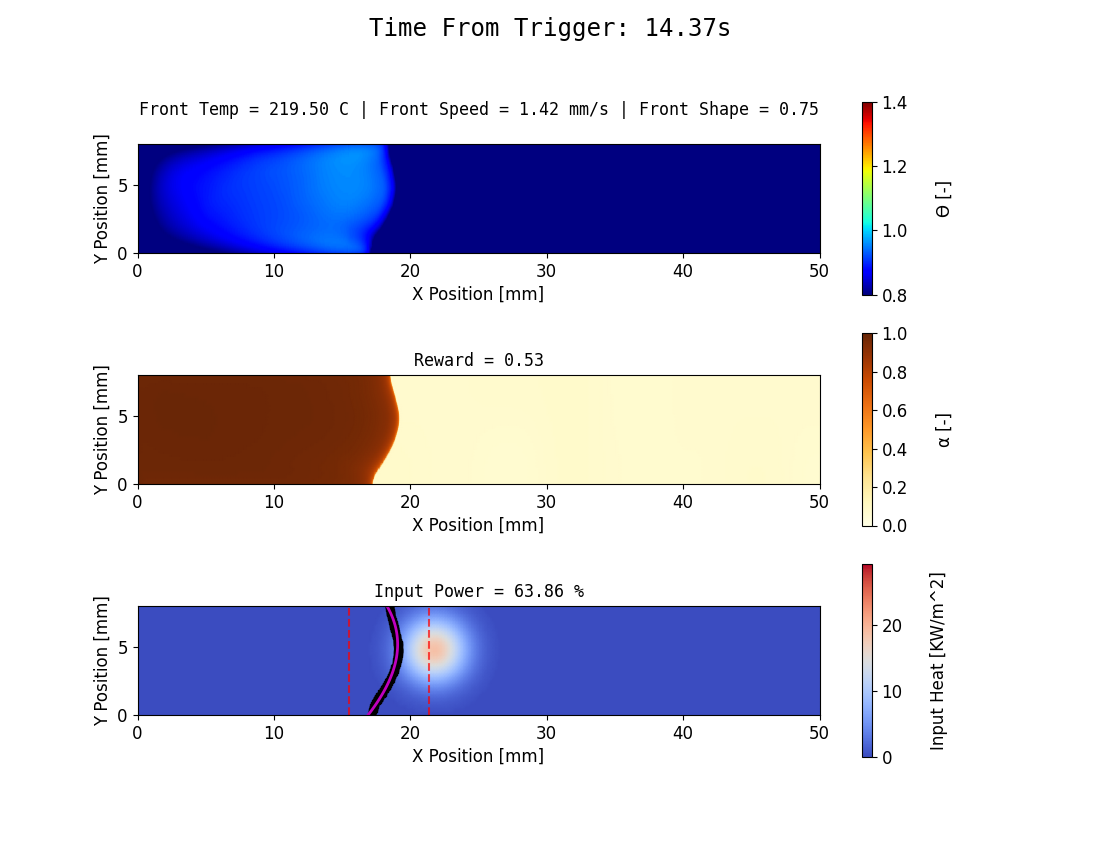 Time From Trigger: 14.37s
Front Temp = 219.50 C | Front Speed = 1.42 mm/s | Front Shape = 0.75
Y Position [mm]
5
0
0 10 20 30 40 50
X Position [mm]
1.4
1.2
1.0
0.8
Θ [-]
Reward = 0.53
Y Position [mm]
5
0
0 10 20 30 40 50
X Position [mm]
1.0
0.8
0.6
0.4
0.2
0.0
α [-]
Input Power = 63.86 %
Y Position [mm]
5
0
0 10 20 30 40 50
X Position [mm]
20
10
0
Input Heat [KW/m^2]